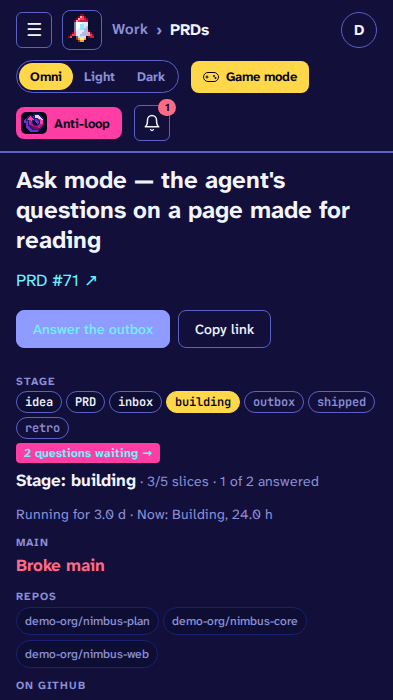 ☰ Work › PRDs D
Omni Light Dark Game mode
Anti-loop 1
Ask mode — the agent's
questions on a page made for
reading
PRD #71 ↗
Answer the outbox Copy link
STAGE
idea PRD inbox building outbox shipped
retro
2 questions waiting →
Stage: building · 3/5 slices · 1 of 2 answered
Running for 3.0 d · Now: Building, 24.0 h
MAIN
Broke main
REPOS
demo-org/nimbus-plan demo-org/nimbus-core
demo-org/nimbus-web
ON GITHUB